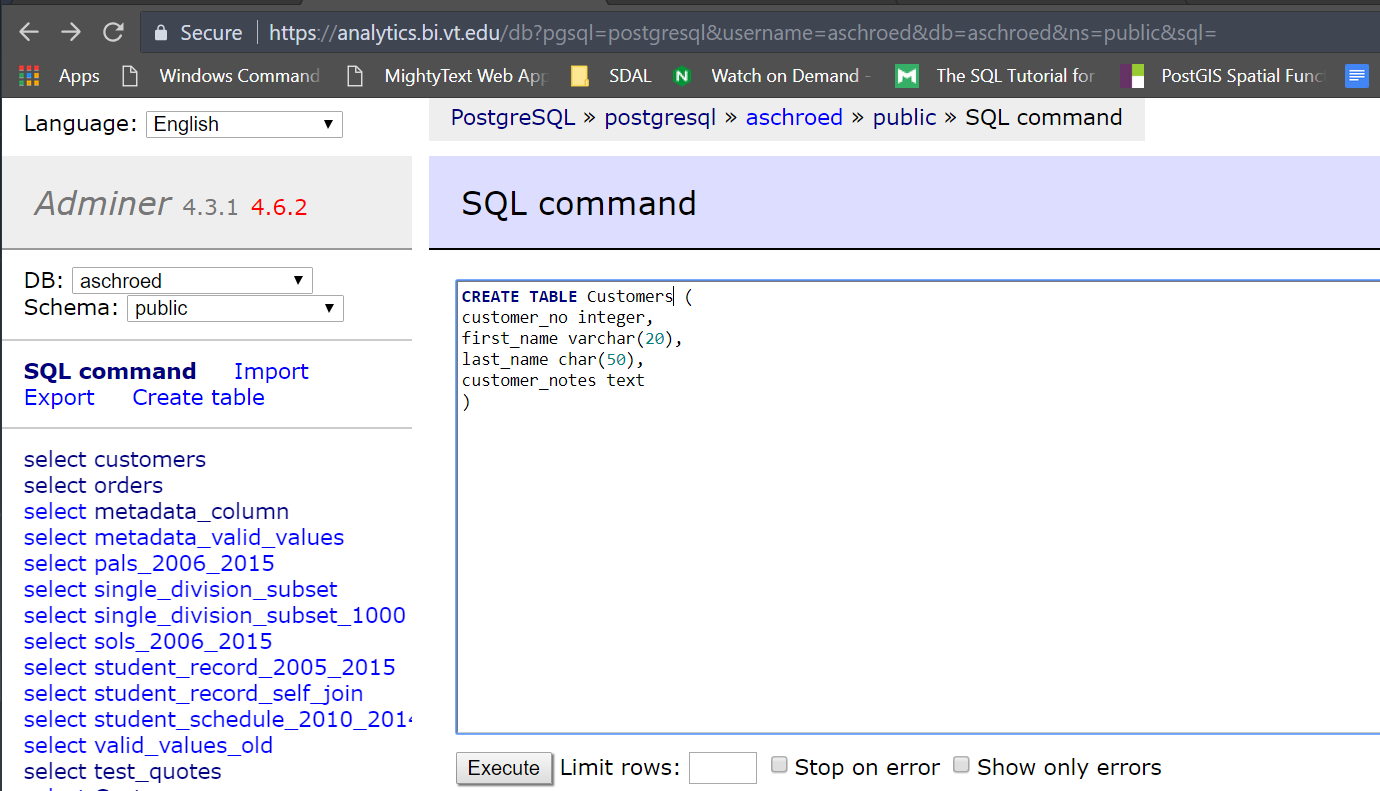 Secure https://analytics.bi.vt.edu/db?pgsql=postgresql&username=aschroed&db=aschroed&ns=public&sql=
Apps Windows Command MightyText Web App SDAL N Watch on Demand - M The SQL Tutorial for PostGIS Spatial Func
Language: English
PostgreSQL » postgresql » aschroed » public » SQL command
Adminer 4.3.1 4.6.2
SQL command
DB: aschroed
Schema: public
SQL command Import
Export Create table
select customers
select orders
select metadata_column
select metadata_valid_values
select pals_2006_2015
select single_division_subset
select single_division_subset_1000
select sols_2006_2015
select student_record_2005_2015
select student_record_self_join
select student_schedule_2010_2014
select valid_values_old
select test_quotes
CREATE TABLE Customers (
customer_no integer,
first_name varchar(20),
last_name char(50),
customer_notes text
)
Execute Limit rows: Stop on error Show only errors